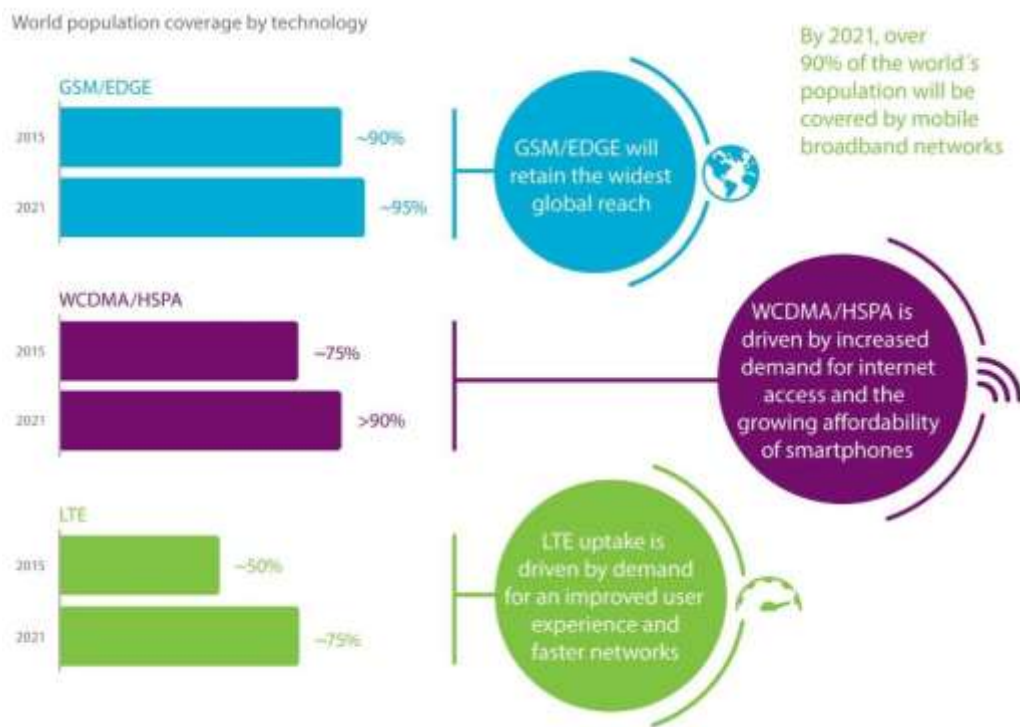 World population coverage by technology
By 2021, over
90% of the world´s
population will be
covered by mobile
broadband networks
GSM/EDGE
2015
~90%
2021
~95%
GSM/EDGE will
retain the widest
global reach
WCDMA/HSPA
2015
~75%
2021
>90%
WCDMA/HSPA is
driven by increased
demand for internet
access and the
growing affordability
of smartphones
LTE
2015
~50%
2021
~75%
LTE uptake is
driven by demand
for an improved user
experience and
faster networks